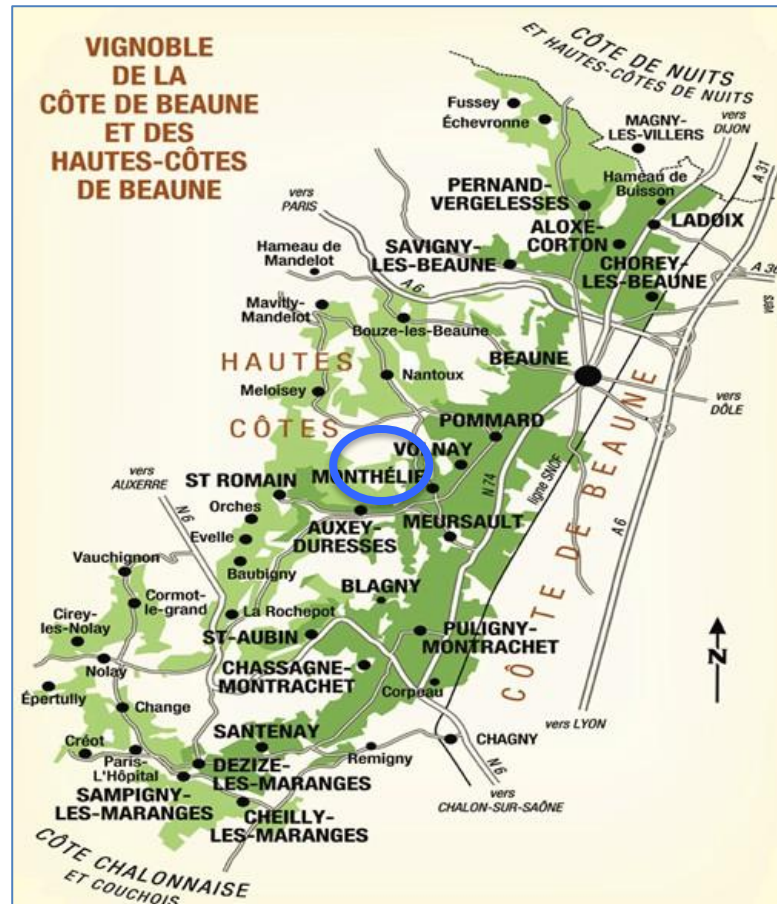 VIGNOBLE
DE LA
CÔTE DE BEAUNE
ET DES
HAUTES-CÔTES
DE BEAUNE
CÔTE DE NUITS
ET HAUTES-CÔTES DE NUITS
Fussey
Échevronne
MAGNY-
LES-VILLERS
vers
DIJON
A 31
Hameau de
Buisson
vers
PARIS
PERNAND-
VERGELESSES
LADOIX
ALOXE-
CORTON
SAVIGNY-
LES-BEAUNE
CHOREY-
LES-BEAUNE
A 36
Hameau de
Mandelot
A 6
vers
Mavilly-
Mandelot
Bouze-les-Beaune
BEAUNE
HAUTES
Nantoux
Meloisey
vers
DÔLE
CÔTES
POMMARD
VOLNAY
MONTHÉLIE
vers
AUXERRE
ST ROMAIN
N 74
ligne SNCF
CÔTE DE BEAUNE
N 6
Orches
AUXEY-
DURESSES
MEURSAULT
A 6
Evelle
Vauchignon
Baubigny
BLAGNY
Cormot-
le-grand
Cirey-
les-Nolay
La Rochepot
ST-AUBIN
PULIGNY-
MONTRACHET
N
Nolay
CHASSAGNE-
MONTRACHET
Corpeau
Épertully
Change
vers LYON
SANTENAY
CHAGNY
Créot
Paris-
L'Hôpital
DEZIZE-
LES-MARANGES
Remigny
N 6
SAMPIGNY-
LES-MARANGES
CHEILLY-
LES-MARANGES
vers
CHALON-SUR-SAÔNE
CÔTE CHALONNAISE
ET COUCHOIS